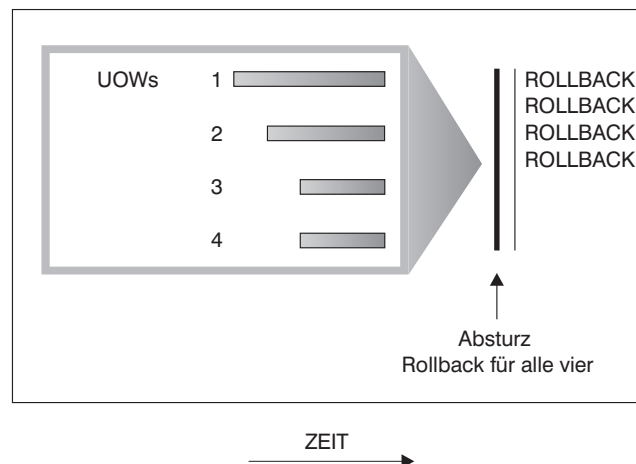 UOWs
1
2
3
4
ROLLBACK
ROLLBACK
ROLLBACK
ROLLBACK
Absturz
Rollback für alle vier
ZEIT